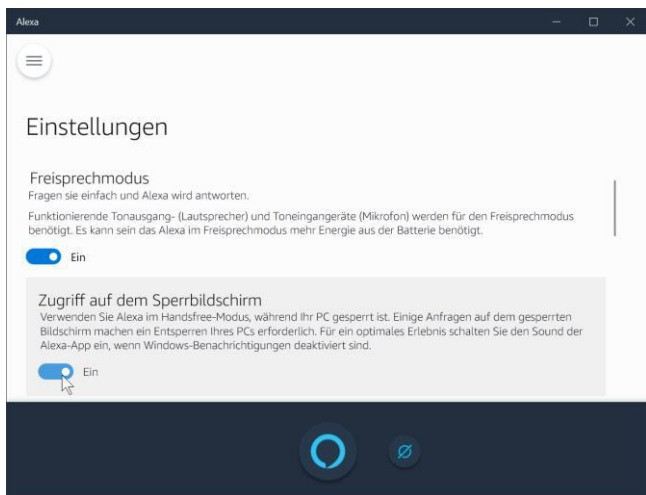 Alexa
Einstellungen
Freisprechmodus
Fragen sie einfach und Alexa wird antworten.
Funktionierende Tonausgang- (Lautsprecher) und Toneingangeräte (Mikrofon) werden für den Freisprechmodus
benötigt. Es kann sein das Alexa im Freisprechmodus mehr Energie aus der Batterie benötigt.
Ein
Zugriff auf dem Sperrbildschirm
Verwenden Sie Alexa im Handsfree-Modus, während Ihr PC gesperrt ist. Einige Anfragen auf dem gesperrten
Bildschirm machen ein Entsperren Ihres PCs erforderlich. Für ein optimales Erlebnis schalten Sie den Sound der
Alexa-App ein, wenn Windows-Benachrichtigungen deaktiviert sind.
Ein